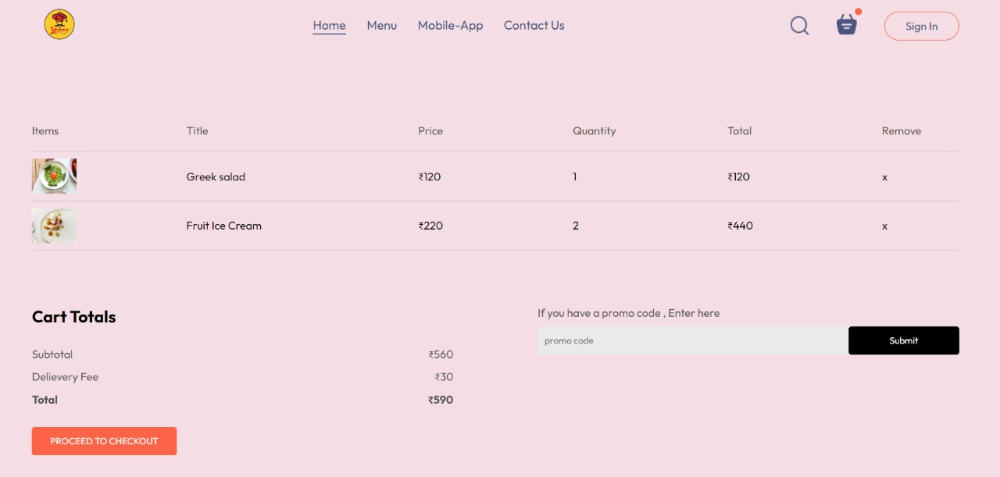 Yummy
Home Menu Mobile-App Contact Us Sign In
Items Title Price Quantity Total Remove
Greek salad ₹120 1 ₹120 x
Fruit Ice Cream ₹220 2 ₹440 x
Cart Totals
If you have a promo code , Enter here
promo code Submit
Subtotal ₹560
Delievery Fee ₹30
Total ₹590
PROCEED TO CHECKOUT